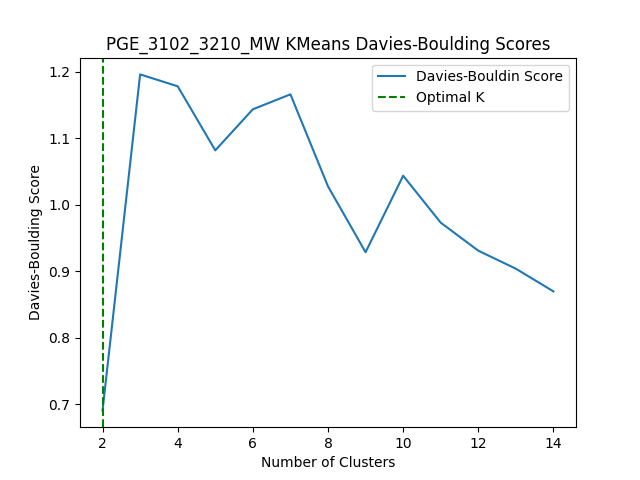 PGE_3102_3210_MW KMeans Davies-Boulding Scores
Davies-Bouldin Score
Optimal K
Davies-Boulding Score
1.2
1.1
1.0
0.9
0.8
0.7
2 4 6 8 10 12 14
Number of Clusters